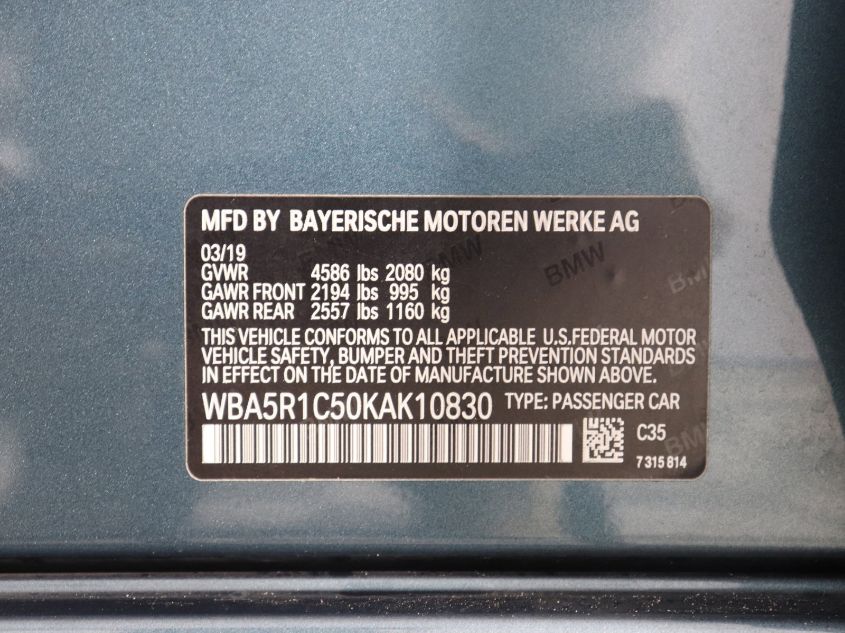 MFD BY BAYERISCHE MOTOREN WERKE AG
03/19
GVWR 4586 lbs 2080 kg
GAWR FRONT 2194 lbs 995 kg
GAWR REAR 2557 lbs 1160 kg
THIS VEHICLE CONFORMS TO ALL APPLICABLE U.S.FEDERAL MOTOR
VEHICLE SAFETY, BUMPER AND THEFT PREVENTION STANDARDS
IN EFFECT ON THE DATE OF MANUFACTURE SHOWN ABOVE.
WBA5R1C50KAK10830 TYPE: PASSENGER CAR
C35
7 315 814
BMW
BMW